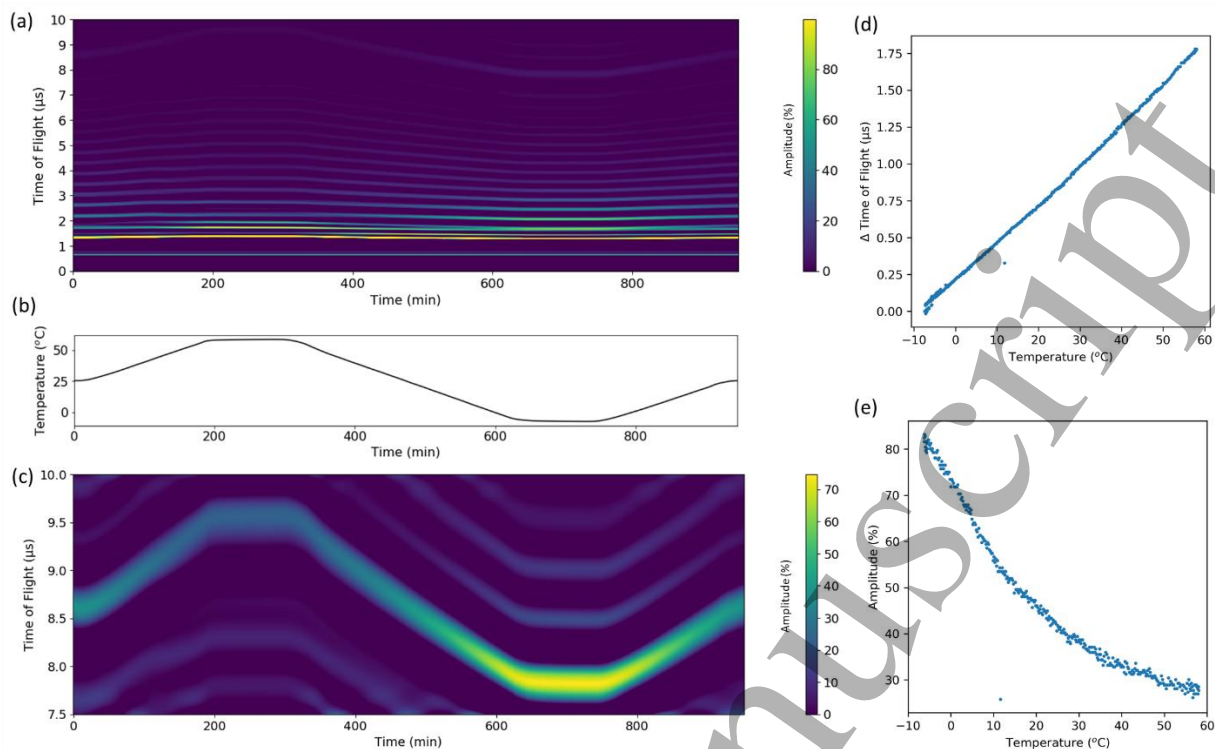 (a)
10
9
8
7
6
5
4
3
2
1
0
Time of Flight (µs)
0 200 400 600 800
Time (min)
80
60
40
20
0
Amplitude (%)
(b)
50
25
0
Temperature (°C)
0 200 400 600 800
Time (min)
(c)
10.0
9.5
9.0
8.5
8.0
7.5
Time of Flight (µs)
0 200 400 600 800
Time (min)
70
60
50
40
30
20
10
0
Amplitude (%)
(d)
1.75
1.50
1.25
1.00
0.75
0.50
0.25
0.00
Δ Time of Flight (µs)
−10 0 10 20 30 40 50 60
Temperature (°C)
(e)
80
70
60
50
40
30
Amplitude (%)
−10 0 10 20 30 40 50 60
Temperature (°C)
nuscript